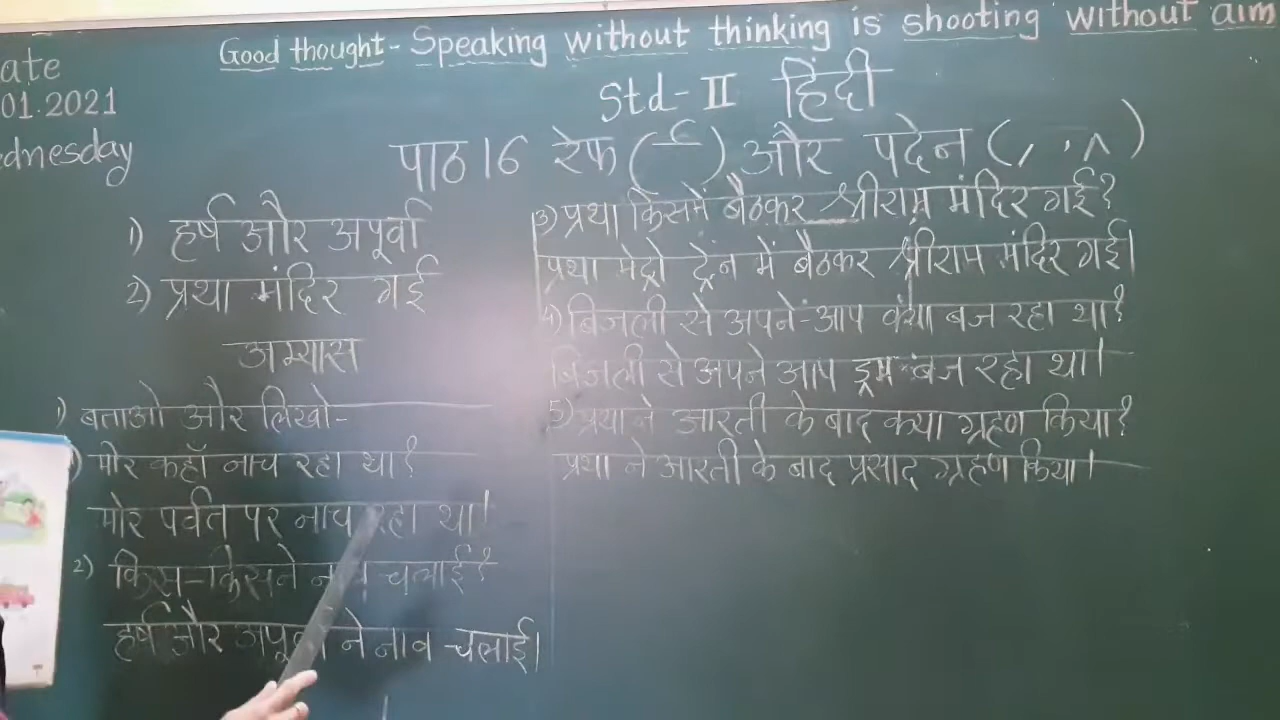 Good thought - Speaking without thinking is shooting without aim
ate
01.2021
dnesday
Std- II हिंदी
पाठ 16 रेफ ( र्र ) और पदेन ( ्र , ^ )
1) हर्ष और अपूर्वा
2) प्रथा मंदिर गई
अभ्यास
1) बताओ और लिखो-
मोर कहाँ नाच रहा था?
मोर पर्वत पर नाच रहा था।
2) किस-किसने चलाई?
हर्ष और ने नाव चलाई।
3) प्रथा किसमें बैठकर श्रीराम मंदिर गई?
प्रथा मेट्रो ट्रेन में बैठकर श्रीराम मंदिर गई।
4) बिजली से अपने-आप क्या बज रहा था?
बिजली से अपने आप ड्रम बज रहा था।
5) प्रथा ने आरती के बाद क्या ग्रहण किया?
प्रथा ने आरती के बाद प्रसाद ग्रहण किया।